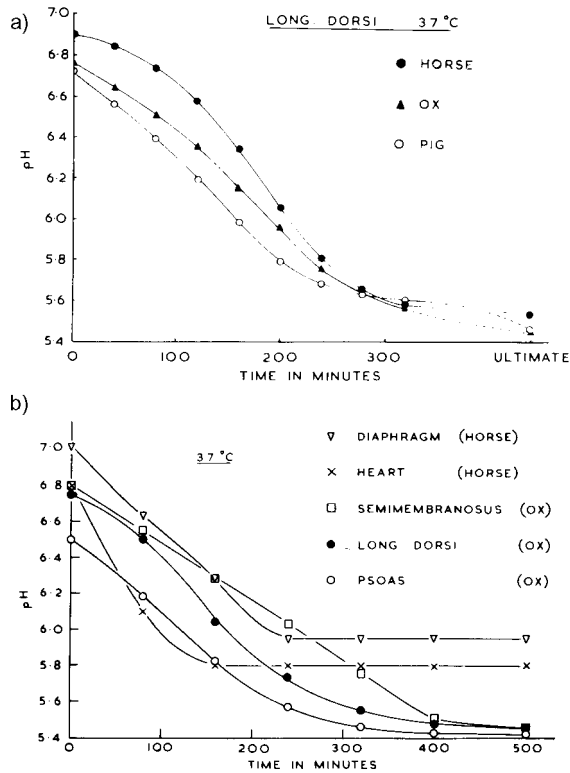 a)
LONG. DORSI 37 °C
HORSE
OX
PIG
7·0
6·8
6·6
6·4
6·2
6·0
5·8
5·6
5·4
pH
0 100 200 300 ULTIMATE
TIME IN MINUTES
b)
37 °C
DIAPHRAGM (HORSE)
HEART (HORSE)
SEMIMEMBRANOSUS (OX)
LONG DORSI (OX)
PSOAS (OX)
7·0
6·8
6·6
6·4
6·2
6·0
5·8
5·6
5·4
pH
0 100 200 300 400 500
TIME IN MINUTES